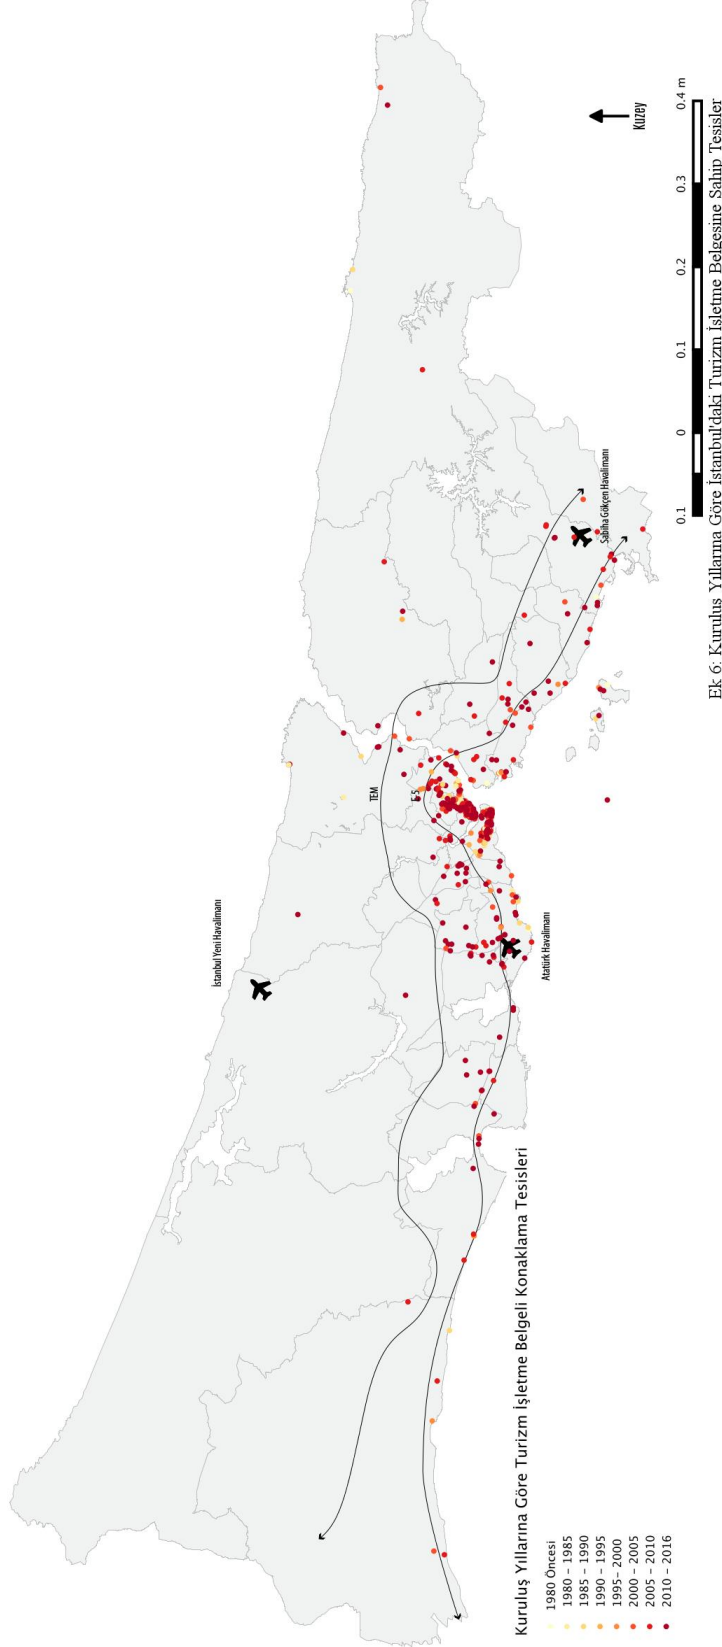 İstanbul Yeni Havalimanı
TEM
E-5
Atatürk Havalimanı
Sabiha Gökçen Havalimanı
Kuzey
Kuruluş Yıllarına Göre Turizm İşletme Belgeli Konaklama Tesisleri
1980 Öncesi
1980 – 1985
1985 – 1990
1990 – 1995
1995– 2000
2000 – 2005
2005 – 2010
2010 – 2016
0.1 0 0.1 0.2 0.3 0.4 m
Ek 6: Kuruluş Yıllarına Göre İstanbul'daki Turizm İşletme Belgesine Sahip Tesisler